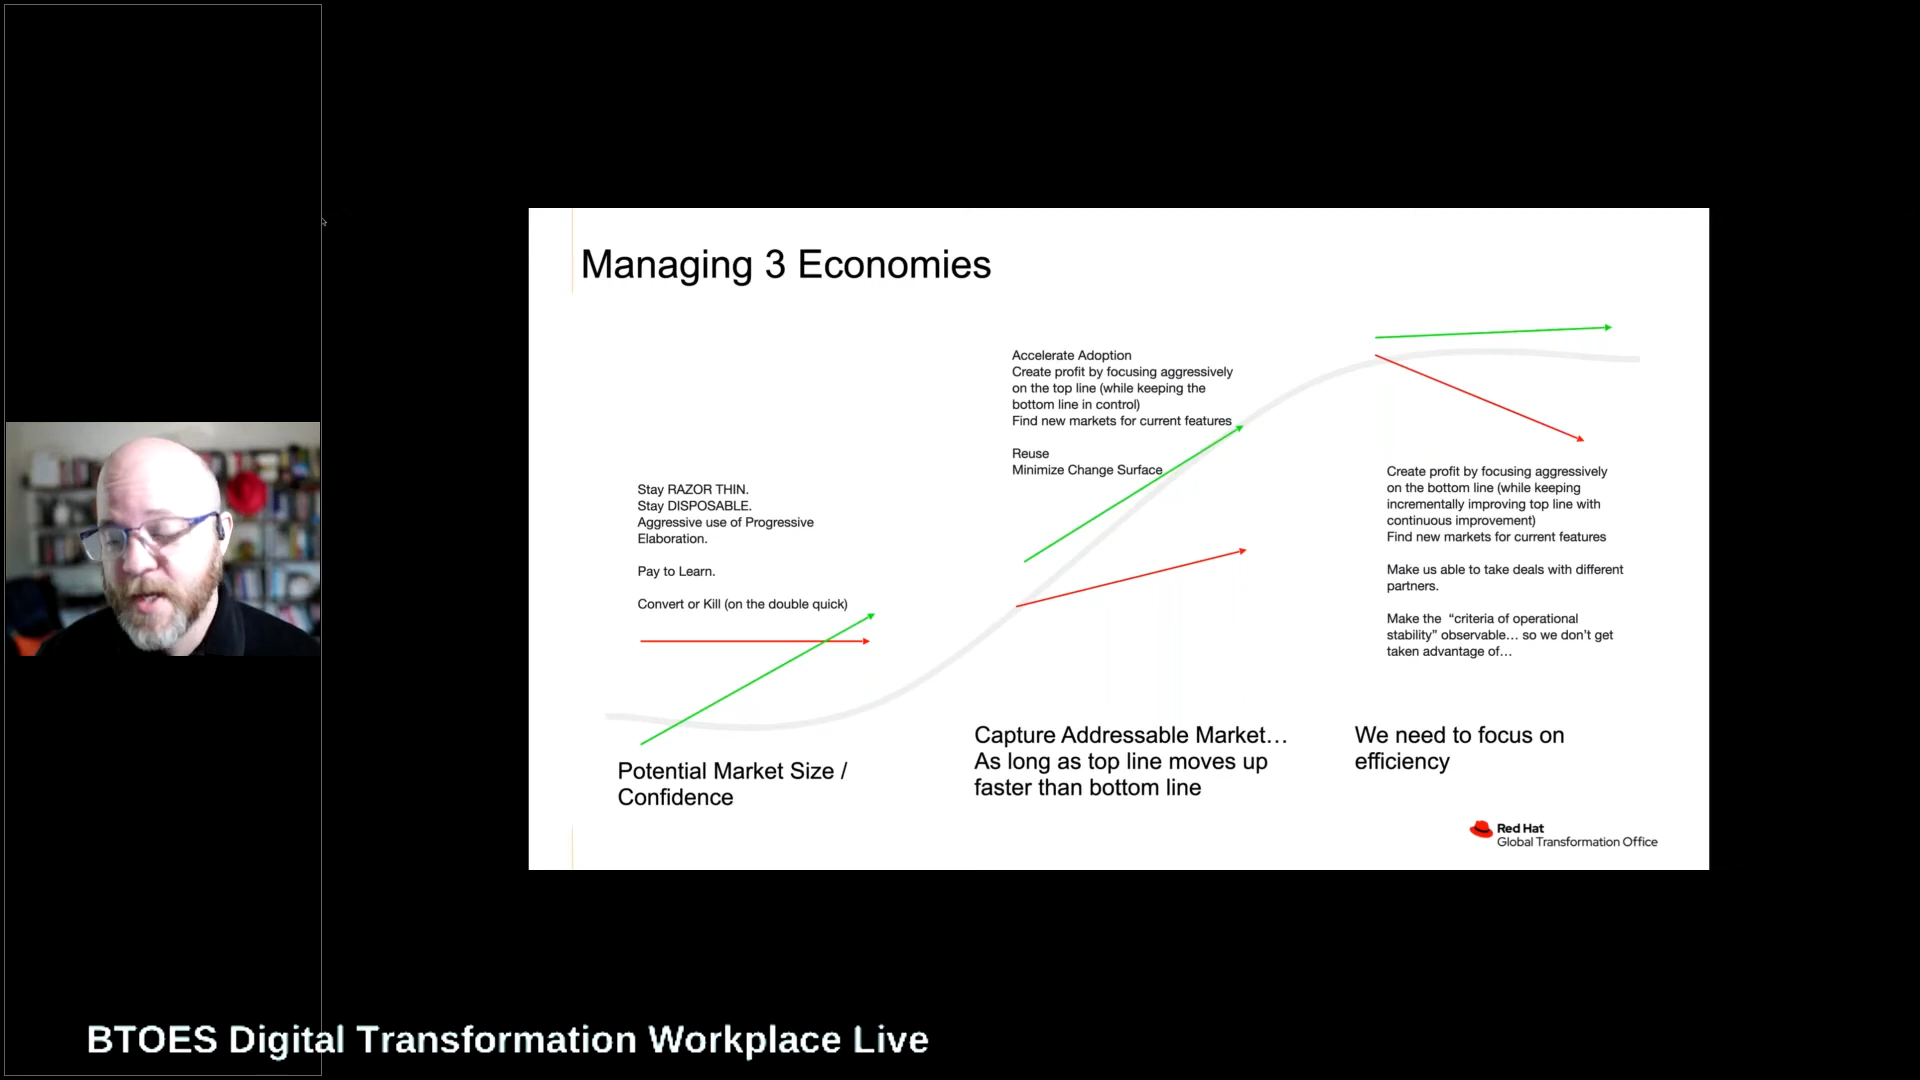 Managing 3 Economies
Stay RAZOR THIN.
Stay DISPOSABLE.
Aggressive use of Progressive
Elaboration.
Pay to Learn.
Convert or Kill (on the double quick)
Potential Market Size /
Confidence
Accelerate Adoption
Create profit by focusing aggressively
on the top line (while keeping the
bottom line in control)
Find new markets for current features
Reuse
Minimize Change Surface
Capture Addressable Market…
As long as top line moves up
faster than bottom line
Create profit by focusing aggressively
on the bottom line (while keeping
incrementally improving top line with
continuous improvement)
Find new markets for current features
Make us able to take deals with different
partners.
Make the “criteria of operational
stability” observable… so we don’t get
taken advantage of…
We need to focus on
efficiency
Red Hat
Global Transformation Office
BTOES Digital Transformation Workplace Live